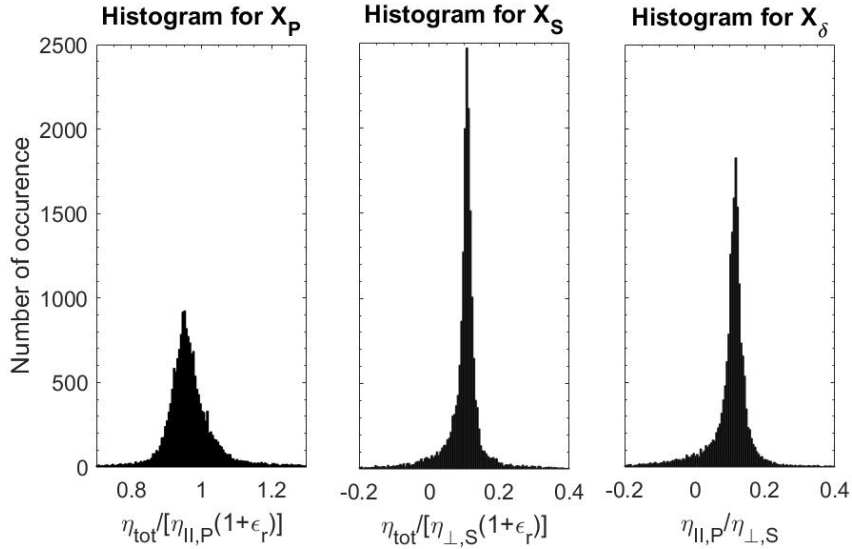 Histogram for X_P Histogram for X_S Histogram for X_δ
Number of occurence
2500
2000
1500
1000
500
0
0.8 1 1.2 -0.2 0 0.2 0.4 -0.2 0 0.2 0.4
η_tot/[η_II,P(1+ϵ_r)] η_tot/[η_⊥,S(1+ϵ_r)] η_II,P/η_⊥,S